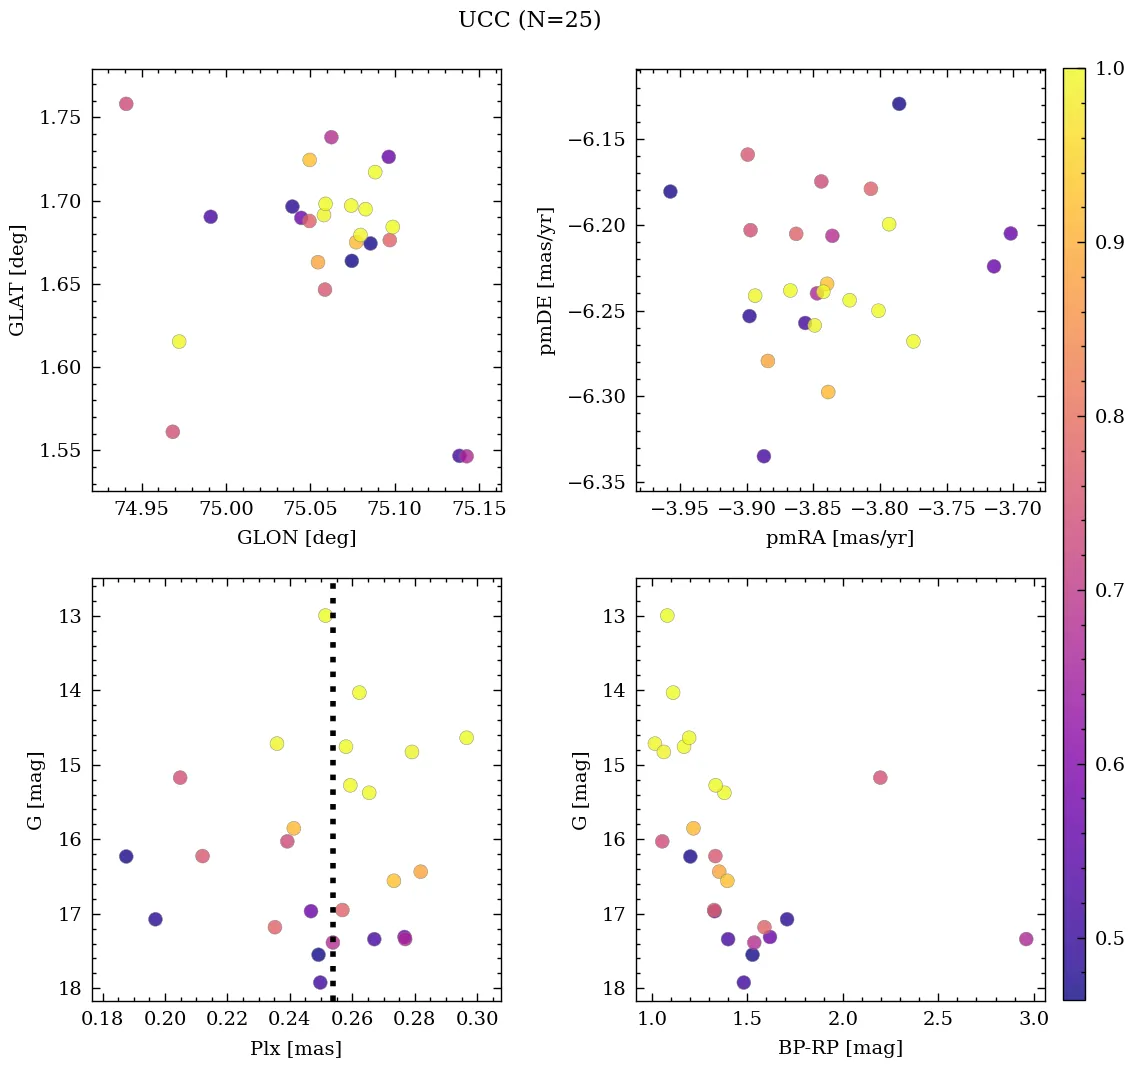 UCC (N=25)
1.75
1.70
1.65
1.60
1.55
GLAT [deg]
74.95 75.00 75.05 75.10 75.15
GLON [deg]
−6.15
−6.20
−6.25
−6.30
−6.35
pmDE [mas/yr]
−3.95 −3.90 −3.85 −3.80 −3.75 −3.70
pmRA [mas/yr]
13
14
15
16
17
18
G [mag]
0.18 0.20 0.22 0.24 0.26 0.28 0.30
Plx [mas]
13
14
15
16
17
18
G [mag]
1.0 1.5 2.0 2.5 3.0
BP-RP [mag]
1.0
0.9
0.8
0.7
0.6
0.5